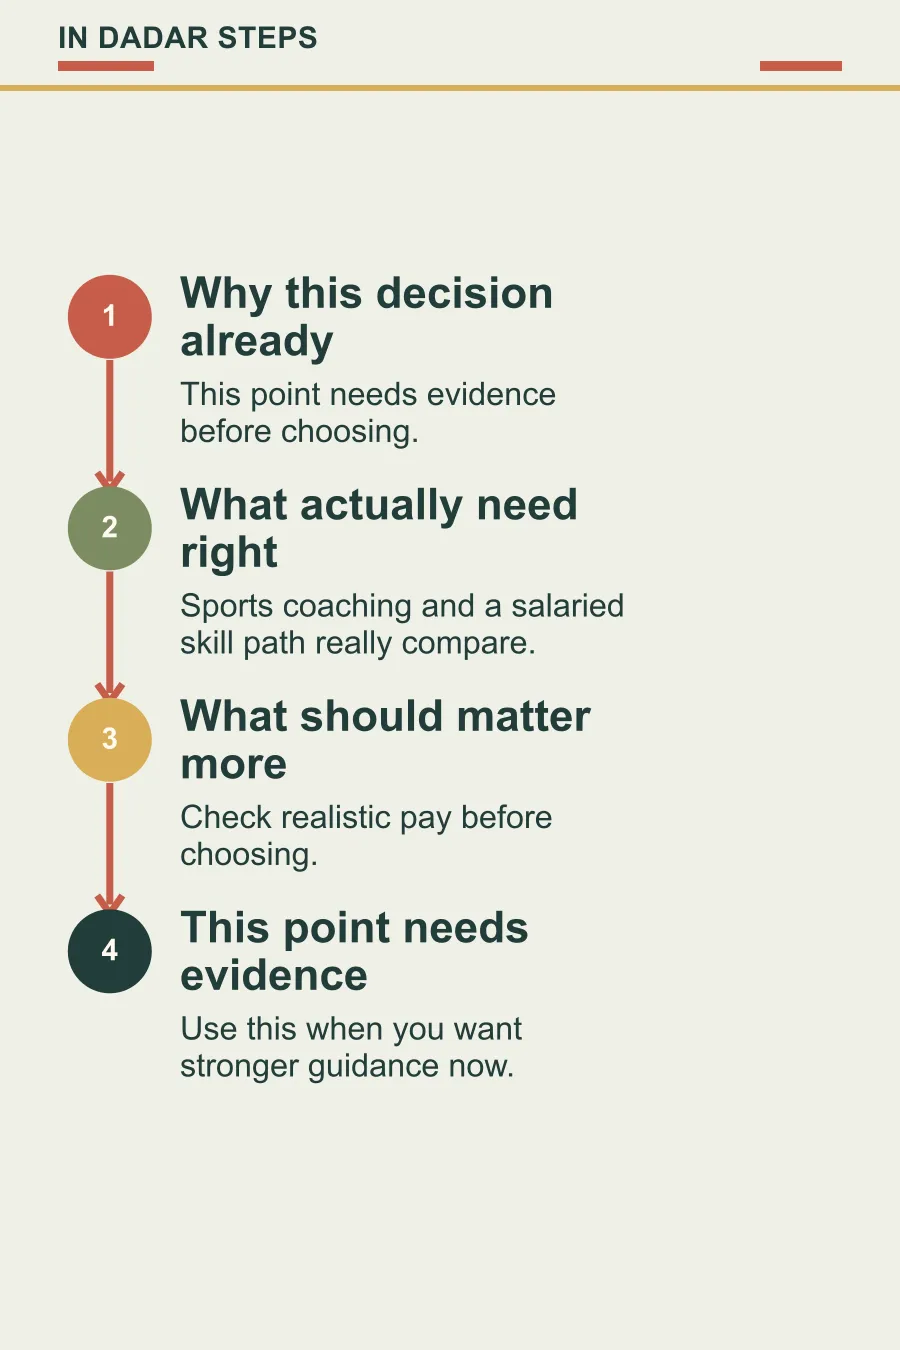 IN DADAR STEPS
1
Why this decision
already
This point needs evidence
before choosing.
2
What actually need
right
Sports coaching and a salaried
skill path really compare.
3
What should matter
more
Check realistic pay before
choosing.
4
This point needs
evidence
Use this when you want
stronger guidance now.